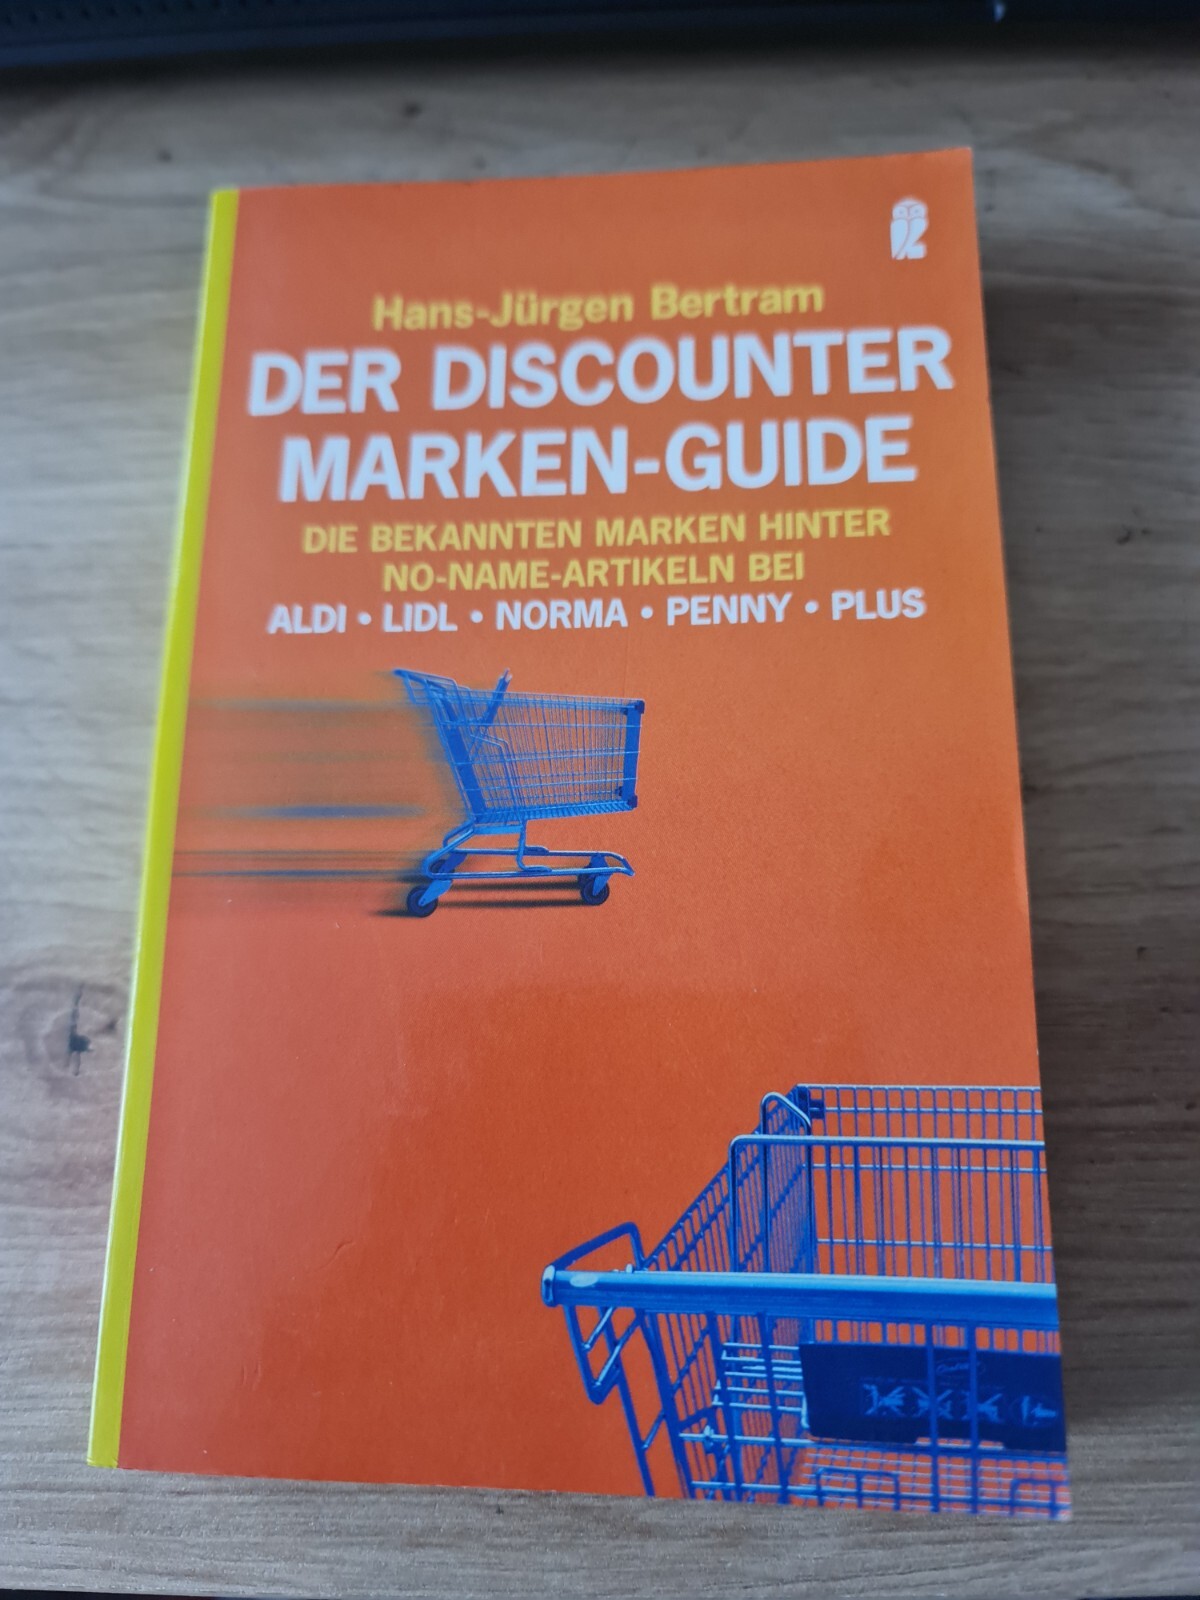 Hans-Jürgen Bertram
DER DISCOUNTER
MARKEN-GUIDE
DIE BEKANNTEN MARKEN HINTER
NO-NAME-ARTIKELN BEI
ALDI • LIDL • NORMA • PENNY • PLUS